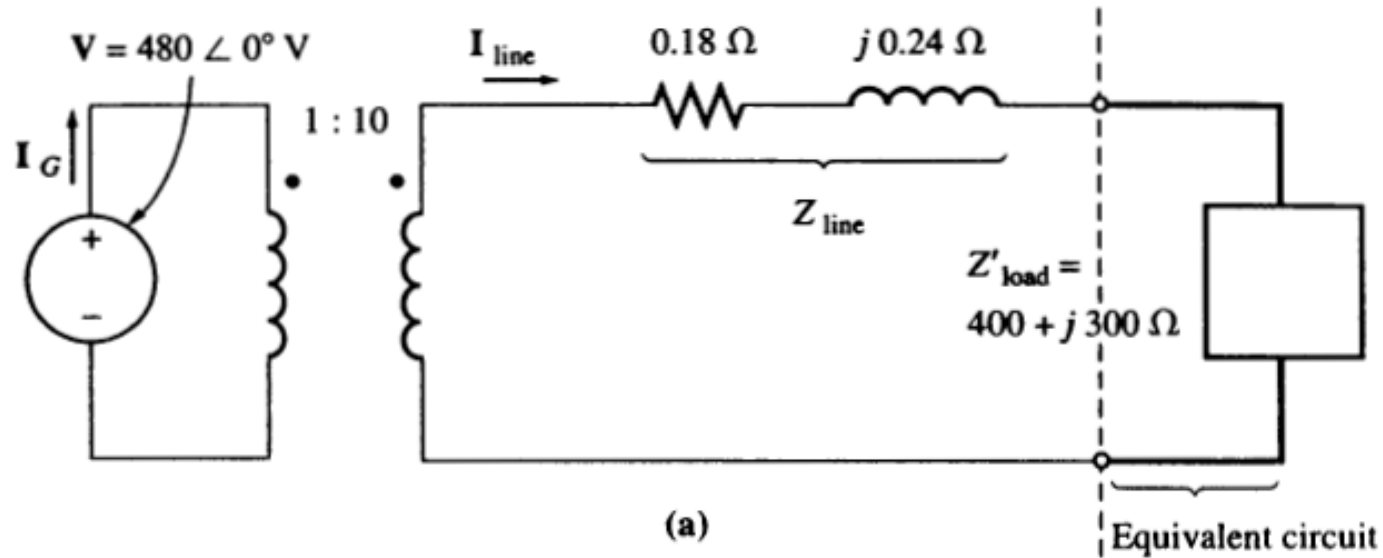 V = 480 ∠ 0° V
I line
0.18 Ω
j 0.24 Ω
1 : 10
I G
+
−
Z line
Z' load =
400 + j 300 Ω
(a)
Equivalent circuit